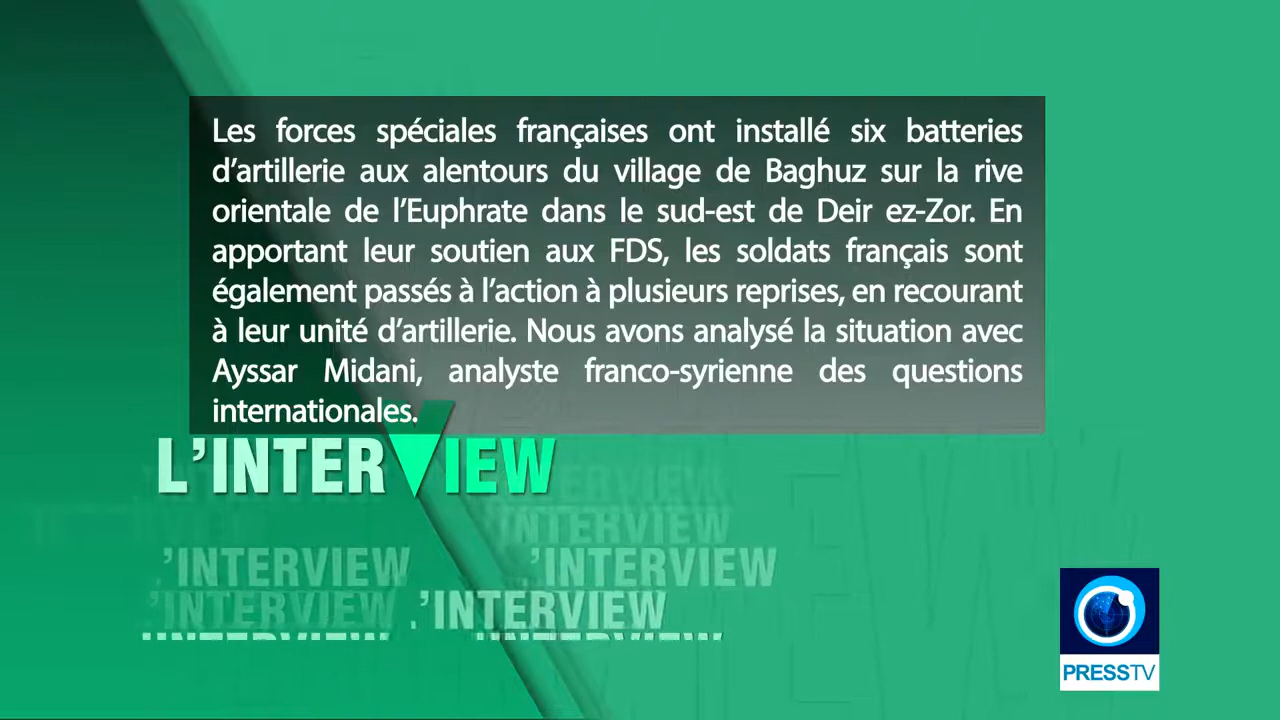 Les forces spéciales françaises ont installé six batteries
d’artillerie aux alentours du village de Baghuz sur la rive
orientale de l’Euphrate dans le sud-est de Deir ez-Zor. En
apportant leur soutien aux FDS, les soldats français sont
également passés à l’action à plusieurs reprises, en recourant
à leur unité d’artillerie. Nous avons analysé la situation avec
Ayssar Midani, analyste franco-syrienne des questions
internationales.
L’INTERVIEW
INTERVIEW
’INTERVIEW
’INTERVIEW
’INTERVIEW
’INTERVIEW
.’INTERVIEW
PRESSTV